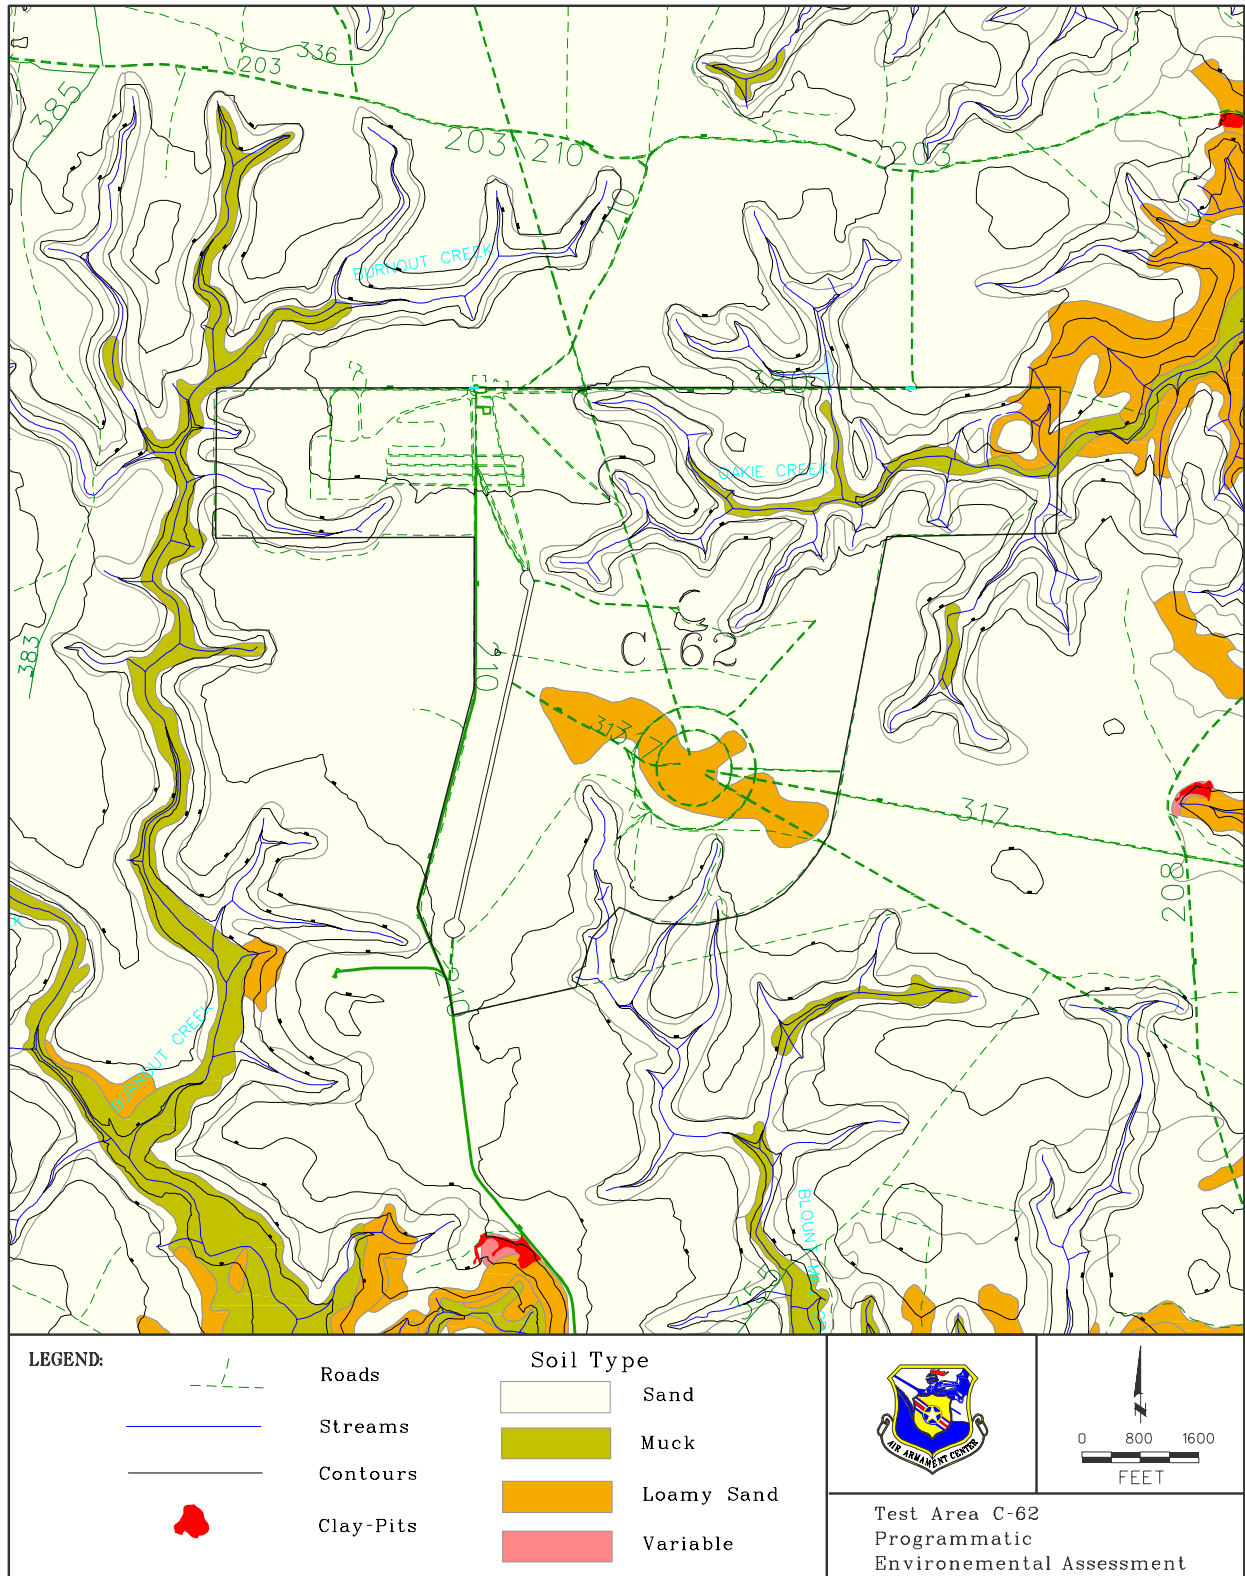 336
203
385
203
210
203
210
BURNOUT CREEK
380
OAKIE CREEK
383
210
C-62
313
317
317
208
210
BURNOUT CREEK
LEGEND:
Roads
Streams
Contours
Clay-Pits
Soil Type
Sand
Muck
Loamy Sand
Variable
AIR ARMAMENT CENTER
0 800 1600
FEET
Test Area C-62
Programmatic
Environemental Assessment